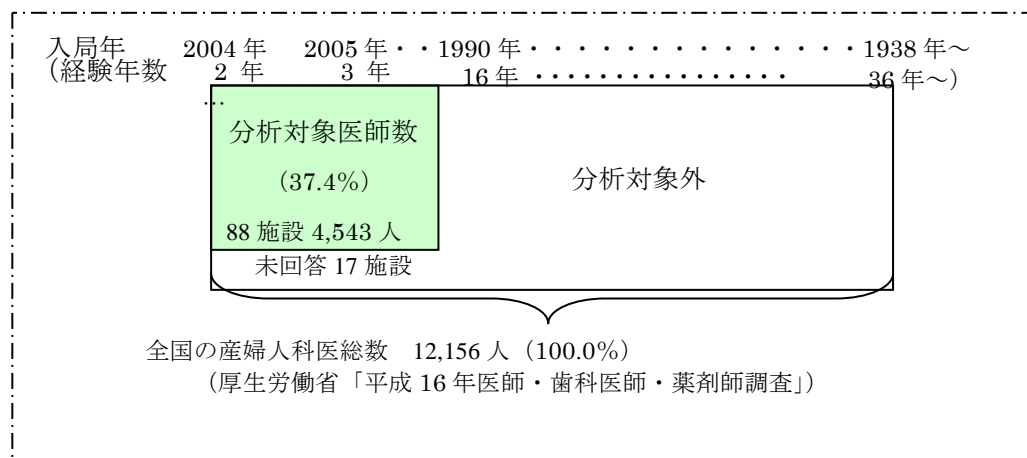 入局年 2004 年 2005 年・・1990 年・・・・・・・・・・・・・・・1938 年～
（経験年数 2 年 3 年 16 年 ・・・・・・・・・・・・・・・ 36 年～）
…
分析対象医師数
（37.4%）
分析対象外
88 施設 4,543 人
未回答 17 施設
全国の産婦人科医総数 12,156 人（100.0%）
（厚生労働省「平成 16 年医師・歯科医師・薬剤師調査」）